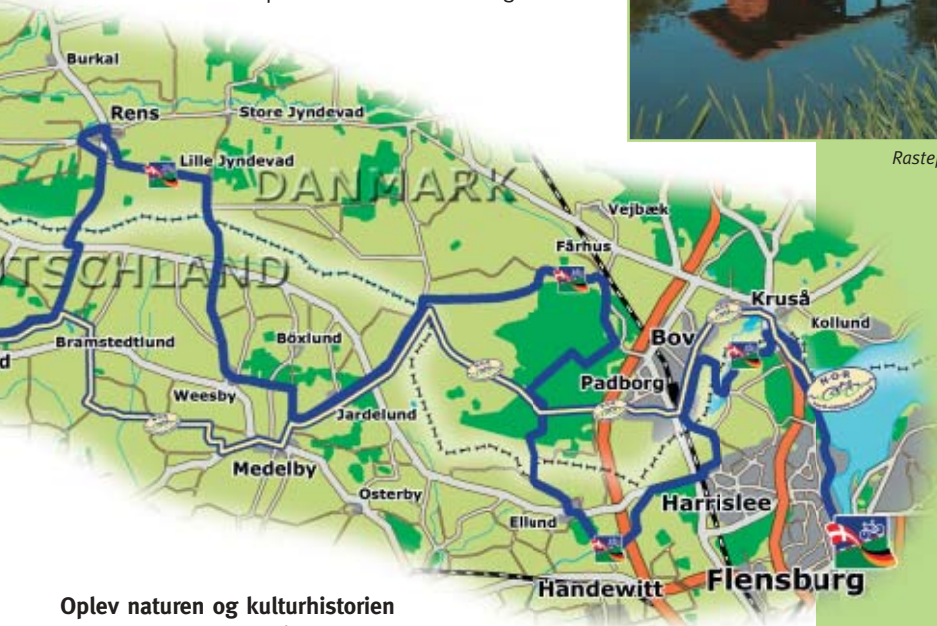 Rastep
Burkal
Rens
Store Jyndevad
Lille Jyndevad
DANMARK
Vejbæk
Fårhus
UTSCHLAND
Kruså
Kollund
Bov
Bramstedtlund
Böxlund
Padborg
d
Weesby
Jardelund
Medelby
Harrislee
Osterby
Ellund
N·O·R
Handewitt
Flensburg
Oplev naturen og kulturhistorien